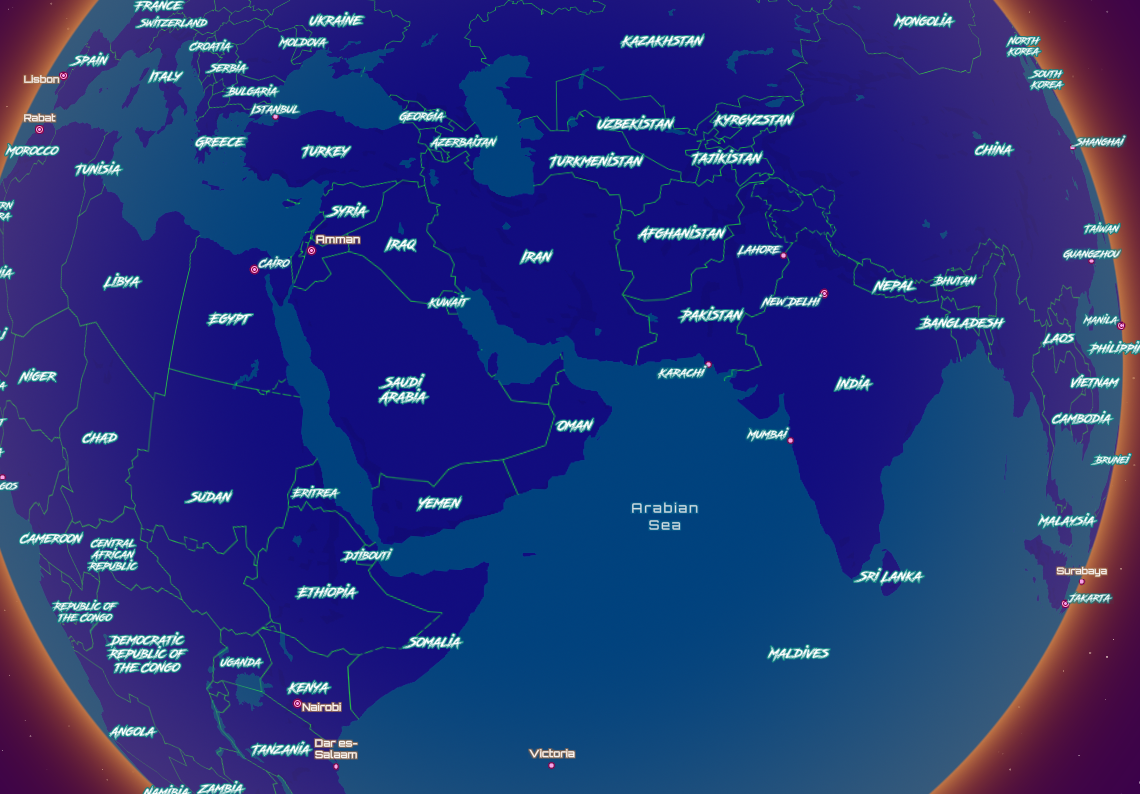 FRANCE
SWITZERLAND
UKRAINE
MONGOLIA
CROATIA
MOLDOVA
KAZAKHSTAN
NORTH
KOREA
SPAIN
SERBIA
Lisbon
ITALY
SOUTH
KOREA
BULGARIA
ISTANBUL
Rabat
GEORGIA
UZBEKISTAN
KYRGYZSTAN
GREECE
AZERBAIJAN
SHANGHAI
MOROCCO
TURKEY
CHINA
TUNISIA
TURKMENISTAN
TAJIKISTAN
RN
RA
SYRIA
Amman
IRAQ
AFGHANISTAN
TAIWAN
LAHORE
IRAN
GUANGZHOU
CAIRO
IA
LIBYA
NEPAL
BHUTAN
KUWAIT
NEW DELHI
EGYPT
PAKISTAN
BANGLADESH
MANILA
LAOS
PHILIPPIN
NIGER
KARACHI
SAUDI
ARABIA
INDIA
VIETNAM
CAMBODIA
OMAN
CHAD
MUMBAI
BRUNEI
GOS
SUDAN
ERITREA
YEMEN
Arabian
Sea
MALAYSIA
CAMEROON
CENTRAL
AFRICAN
REPUBLIC
DJIBOUTI
SRI LANKA
Surabaya
ETHIOPIA
JAKARTA
REPUBLIC OF
THE CONGO
DEMOCRATIC
REPUBLIC OF
THE CONGO
SOMALIA
MALDIVES
UGANDA
KENYA
Nairobi
ANGOLA
TANZANIA
Dar es-
Salaam
Victoria
NAMIBIA
ZAMBIA